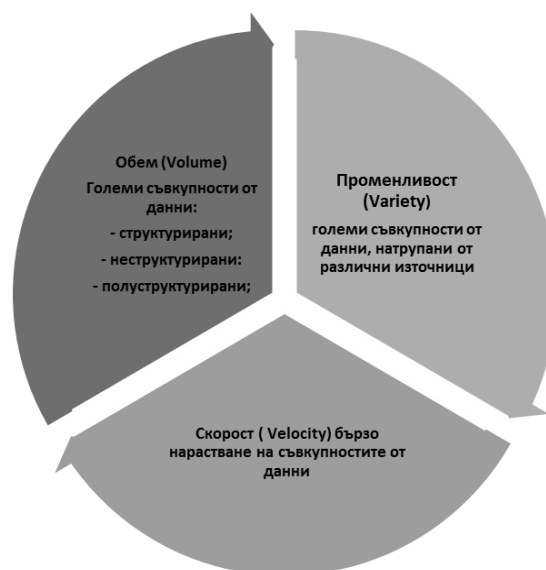 Обем (Volume)
Големи съвкупности от
данни:
- структурирани;
- неструктурирани:
- полуструктурирани;
Променливост
(Variety)
големи съвкупности от
данни, натрупани от
различни източници
Скорост ( Velocity) бързо
нарастване на съвкупностите от
данни